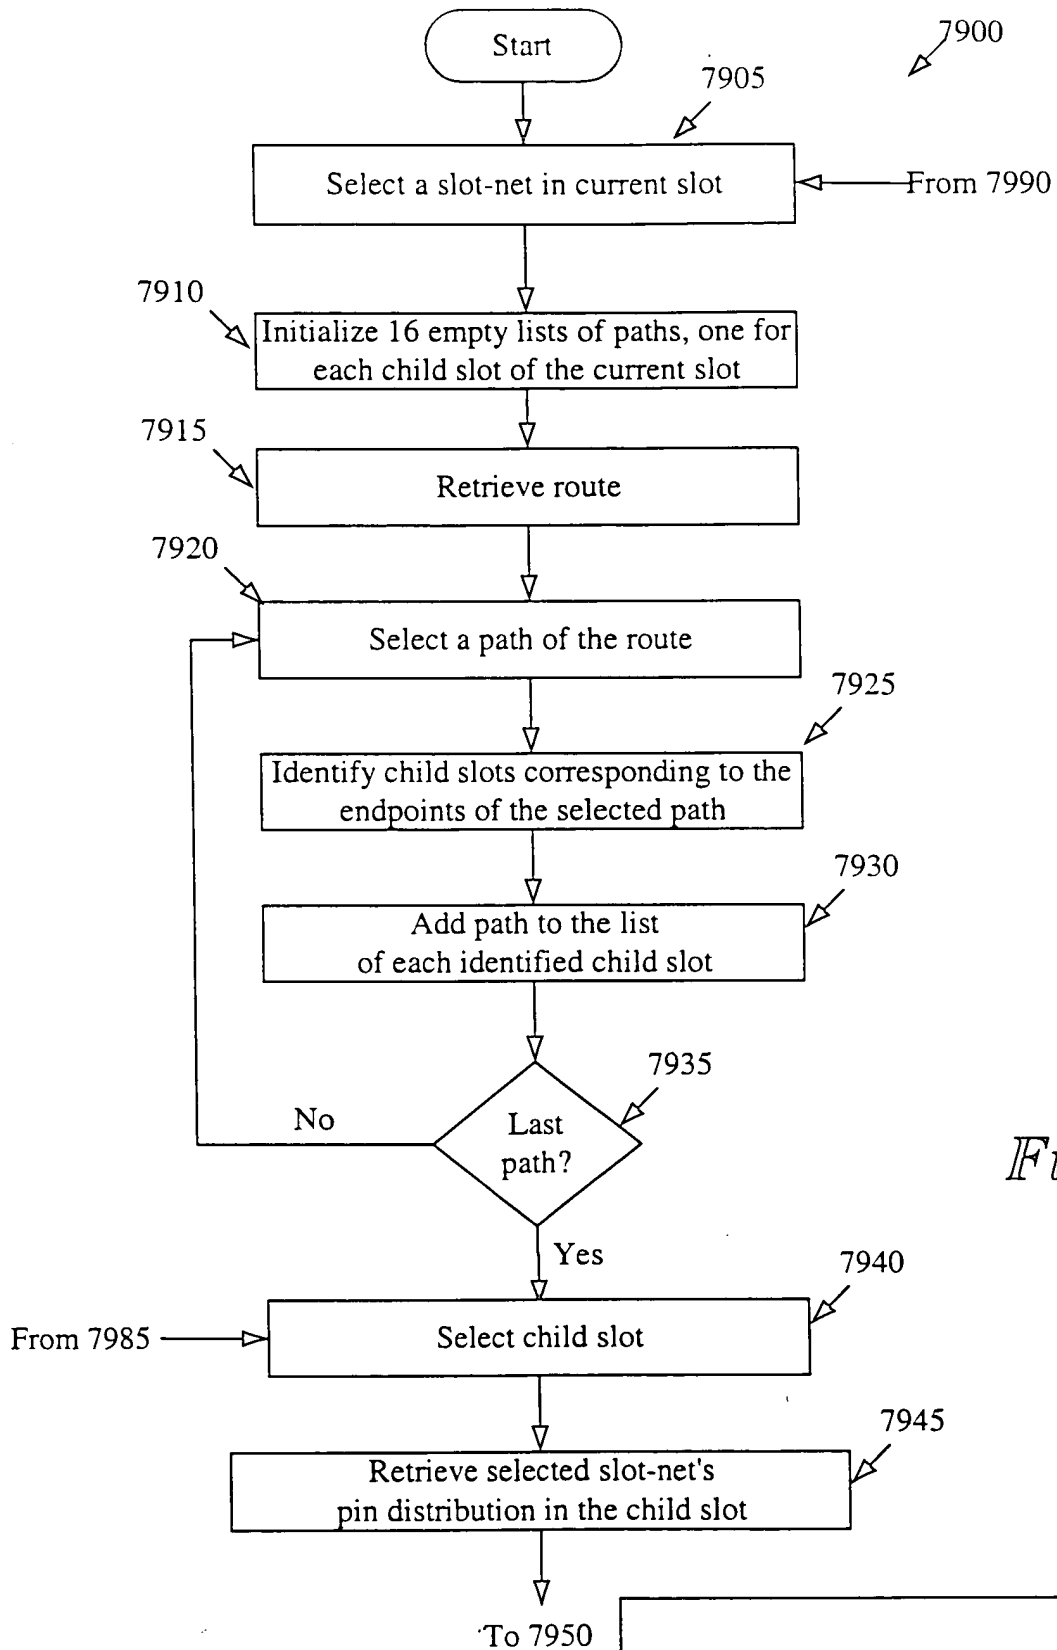 Start
7900
7905
Select a slot-net in current slot
From 7990
7910
Initialize 16 empty lists of paths, one for
each child slot of the current slot
7915
Retrieve route
7920
Select a path of the route
7925
Identify child slots corresponding to the
endpoints of the selected path
7930
Add path to the list
of each identified child slot
7935
No
Last
path?
Yes
7940
From 7985
Select child slot
7945
Retrieve selected slot-net's
pin distribution in the child slot
To 7950